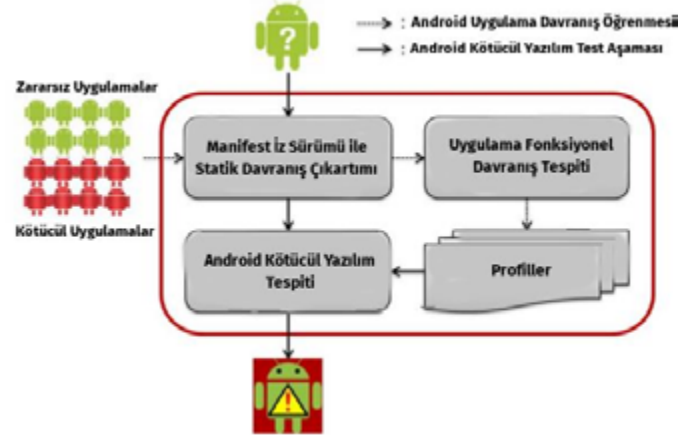 ?
: Android Uygulama Davranış Öğrenmesi
: Android Kötücül Yazılım Test Aşaması
Zararsız Uygulamalar
Manifest İz Sürümü ile
Statik Davranış Çıkartımı
Uygulama Fonksiyonel
Davranış Tespiti
Kötücül Uygulamalar
Android Kötücül Yazılım
Tespiti
Profiller
!